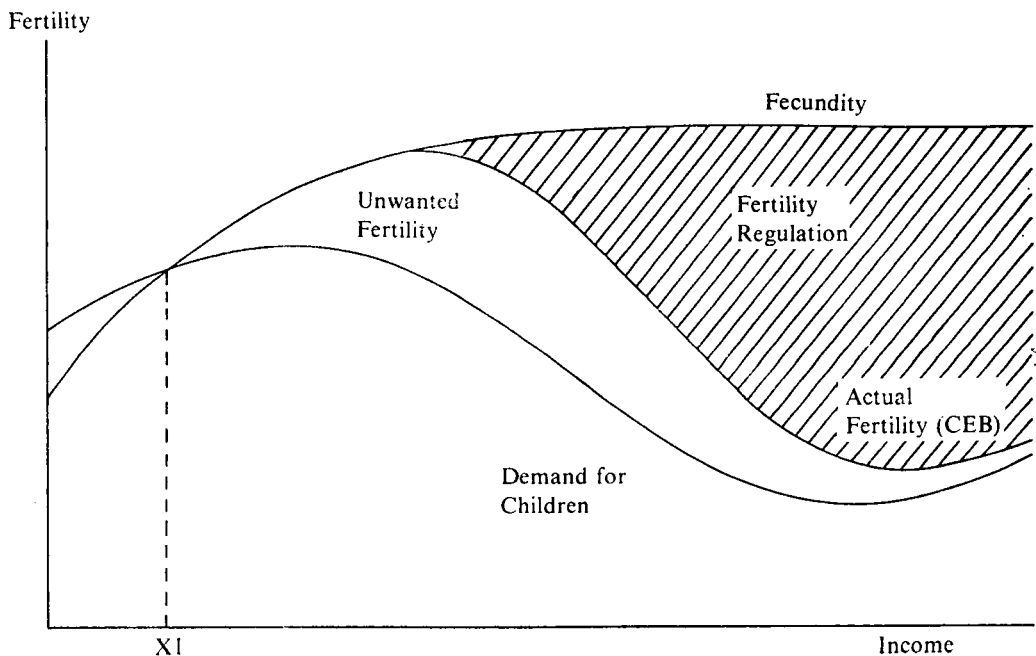 Fertility
Fecundity
Unwanted
Fertility
Fertility
Regulation
Actual
Fertility (CEB)
Demand for
Children
X1
Income